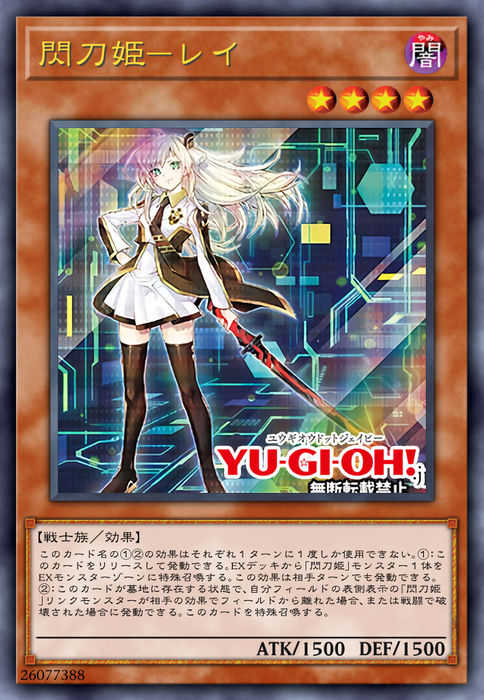 閃刀姫ーレイ
やみ
闇
ユウギオウドットジェイピー
YU-GI-OH!.j
無断転載禁止
【戦士族／効果】
このカード名の①②の効果はそれぞれ１ターンに１度しか使用できない。①：こ
のカードをリリースして発動できる。EXデッキから「閃刀姫」モンスター１体を
EXモンスターゾーンに特殊召喚する。この効果は相手ターンでも発動できる。
②：このカードが墓地に存在する状態で、自分フィールドの表側表示の「閃刀姫
」リンクモンスターが相手の効果でフィールドから離れた場合、または戦闘で破
壊された場合に発動できる。このカードを特殊召喚する。
ATK/1500 DEF/1500
26077388